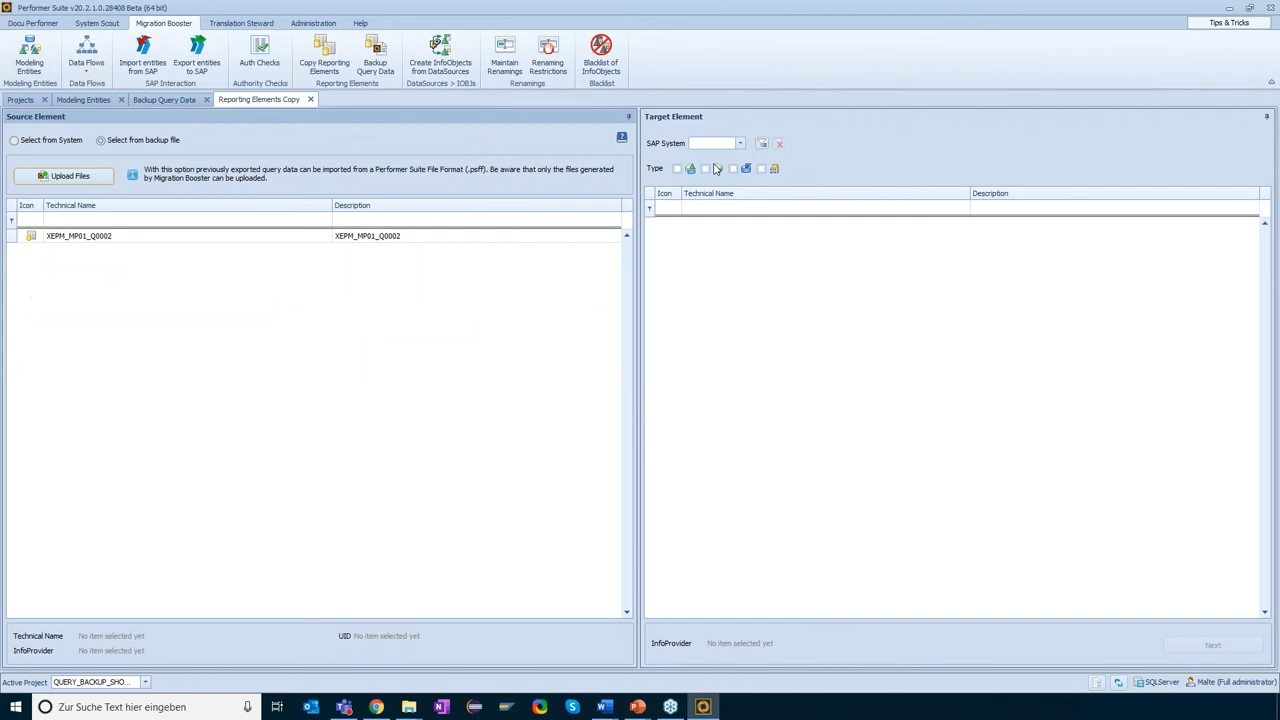 Performer Suite v20.2.1.0.28408 Beta (64 bit)
Docu Performer System Scout Migration Booster Translation Steward Administration Help Tips & Tricks
Modeling Entities
Data Flows
Import entities from SAP
Export entities to SAP
Auth Checks
Copy Reporting Elements
Backup Query Data
Create InfoObjects from DataSources
Maintain Renamings
Renaming Restrictions
Blacklist of InfoObjects
Modeling Entities Data Flows SAP Interaction Authority Checks Reporting Elements DataSources > IOBJs Renamings Blacklist
Projects Modeling Entities Backup Query Data Reporting Elements Copy
Source Element
Select from System Select from backup file
Upload Files
With this option previously exported query data can be imported from a Performer Suite File Format (.psff). Be aware that only the files generated
by Migration Booster can be uploaded.
Icon Technical Name Description
XEPM_MP01_Q0002 XEPM_MP01_Q0002
Technical Name No item selected yet UID No item selected yet
InfoProvider No item selected yet
Target Element
SAP System
Type
Icon Technical Name Description
InfoProvider No item selected yet Next
Active Project QUERY_BACKUP_SHO... SQLServer Malte (Full administrator)
Zur Suche Text hier eingeben